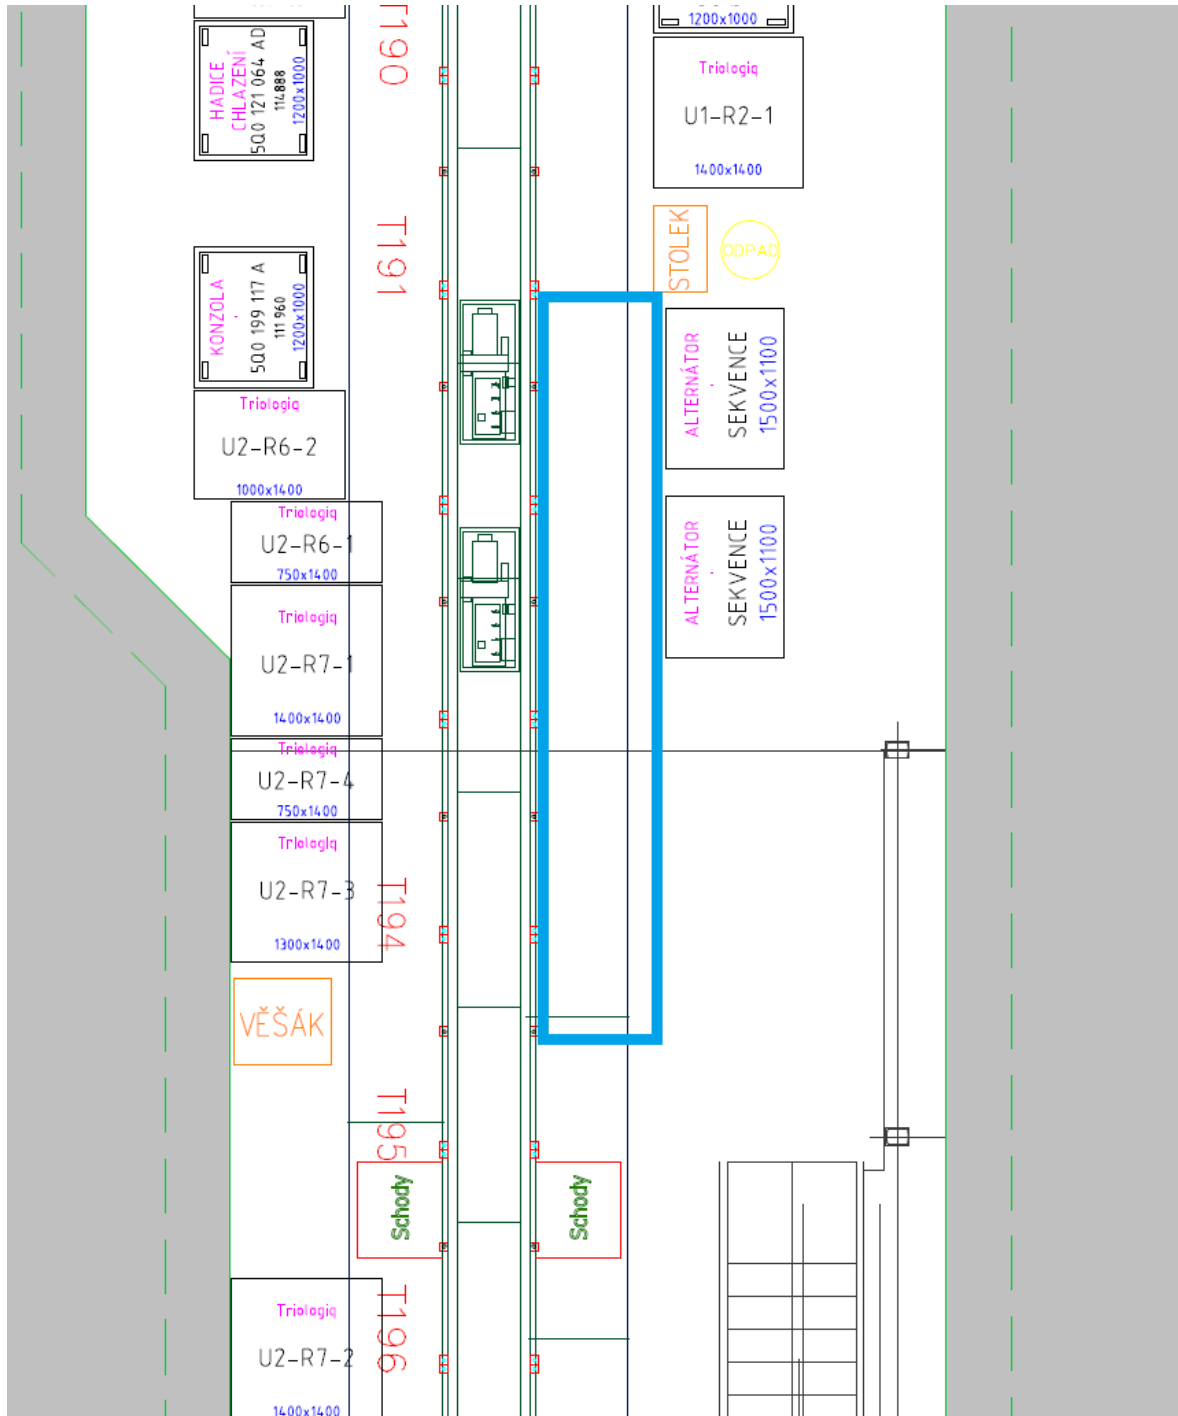 T190
1200x1000
HADICE
CHLAZENÍ
5Q0 121 064 AD
114888
1200x1000
Triologiq
U1-R2-1
1400x1400
T191
STOLEK
ODPAD
KONZOLA
5Q0 199 117 A
111 960
1200x1000
ALTERNÁTOR
SEKVENCE
1500x1100
Triologiq
U2-R6-2
1000x1400
Triologiq
U2-R6-1
750x1400
ALTERNÁTOR
SEKVENCE
1500x1100
Triologiq
U2-R7-1
1400x1400
Triologiq
U2-R7-4
750x1400
Triologiq
U2-R7-3
1300x1400
T194
VĚŠÁK
T195
Schody
Schody
Triologiq
U2-R7-2
1400x1400
T196